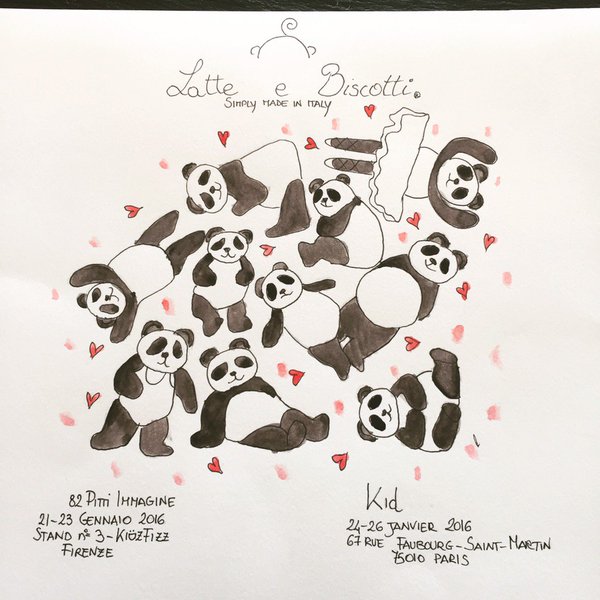 Latte e Biscotti®
SIMPLY MADE IN ITALY
82 PITTI IMMAGINE
21-23 GENNAIO 2016
STAND n° 3-KIÖZFIZZ
FIRENZE
Kid
24-26 JANVIER 2016
67 RUE FAUBOURG-SAINT-MARTIN
75010 PARIS